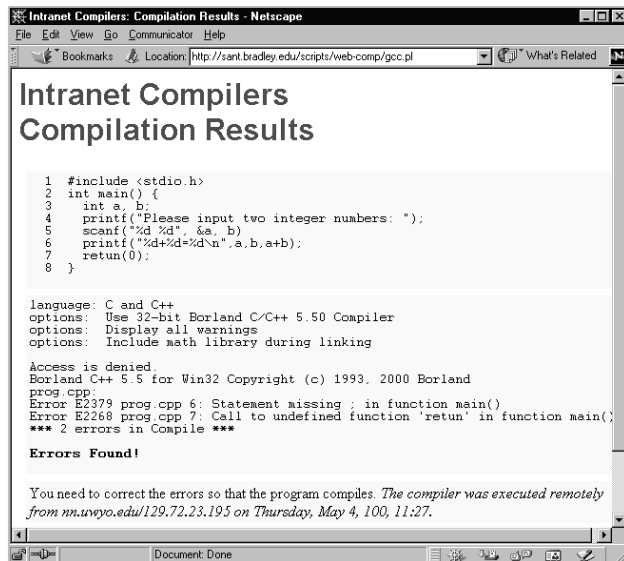 Intranet Compilers: Compilation Results - Netscape
File Edit View Go Communicator Help
Bookmarks Location: http://sant.bradley.edu/scripts/web-comp/gcc.pl What's Related N
Intranet Compilers
Compilation Results
1 #include <stdio.h>
2 int main() {
3 int a, b;
4 printf("Please input two integer numbers: ");
5 scanf("%d %d", &a, b)
6 printf("%d+%d=%d\n",a,b,a+b);
7 retun(0);
8 }
language: C and C++
options: Use 32-bit Borland C/C++ 5.50 Compiler
options: Display all warnings
options: Include math library during linking
Access is denied.
Borland C++ 5.5 for Win32 Copyright (c) 1993, 2000 Borland
prog.cpp:
Error E2379 prog.cpp 6: Statement missing ; in function main()
Error E2268 prog.cpp 7: Call to undefined function 'retun' in function main()
*** 2 errors in Compile ***
Errors Found!
You need to correct the errors so that the program compiles. The compiler was executed remotely
from nn.uwyo.edu/129.72.23.195 on Thursday, May 4, 100, 11:27.
Document: Done